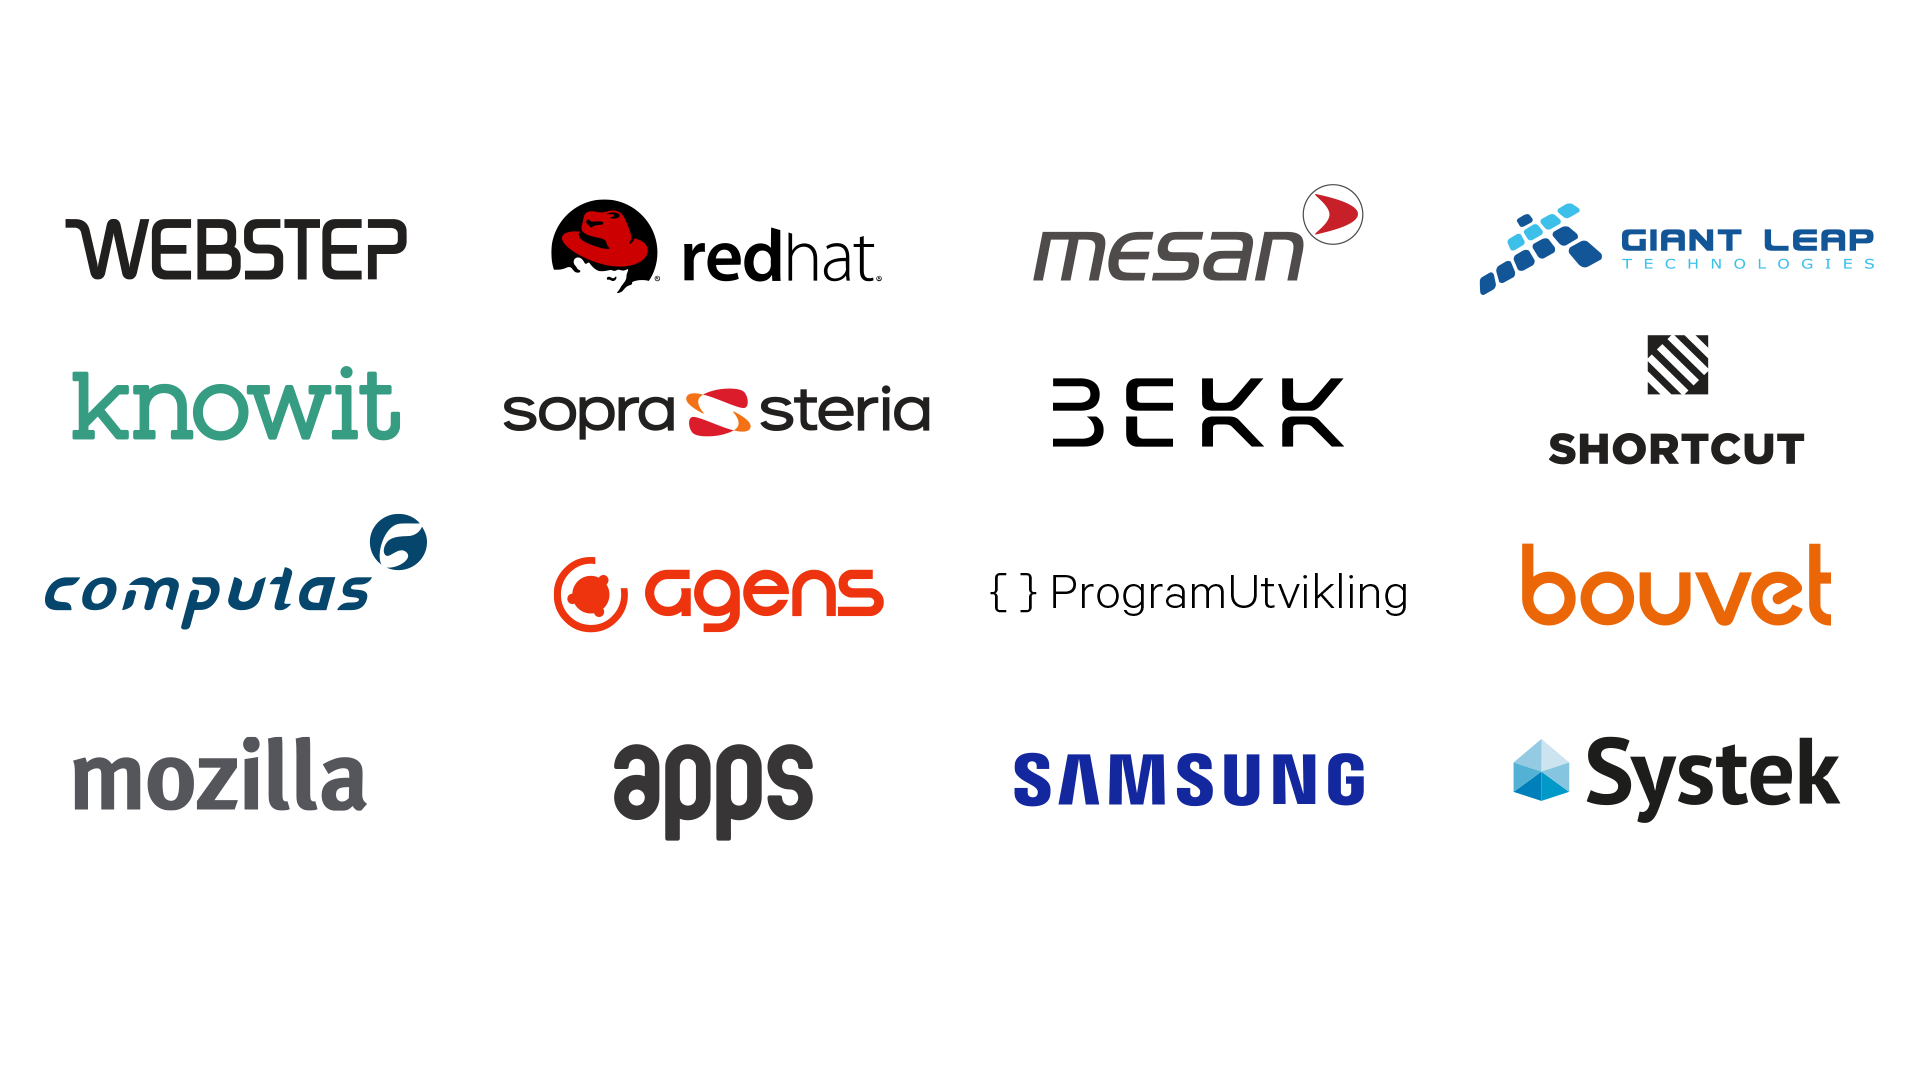 WEBSTEP
redhat®
mesan
GIANT LEAP
TECHNOLOGIES
knowit
sopra steria
BEKK
SHORTCUT
computas
agens
{ } ProgramUtvikling
bouvet
mozilla
apps
SAMSUNG
Systek